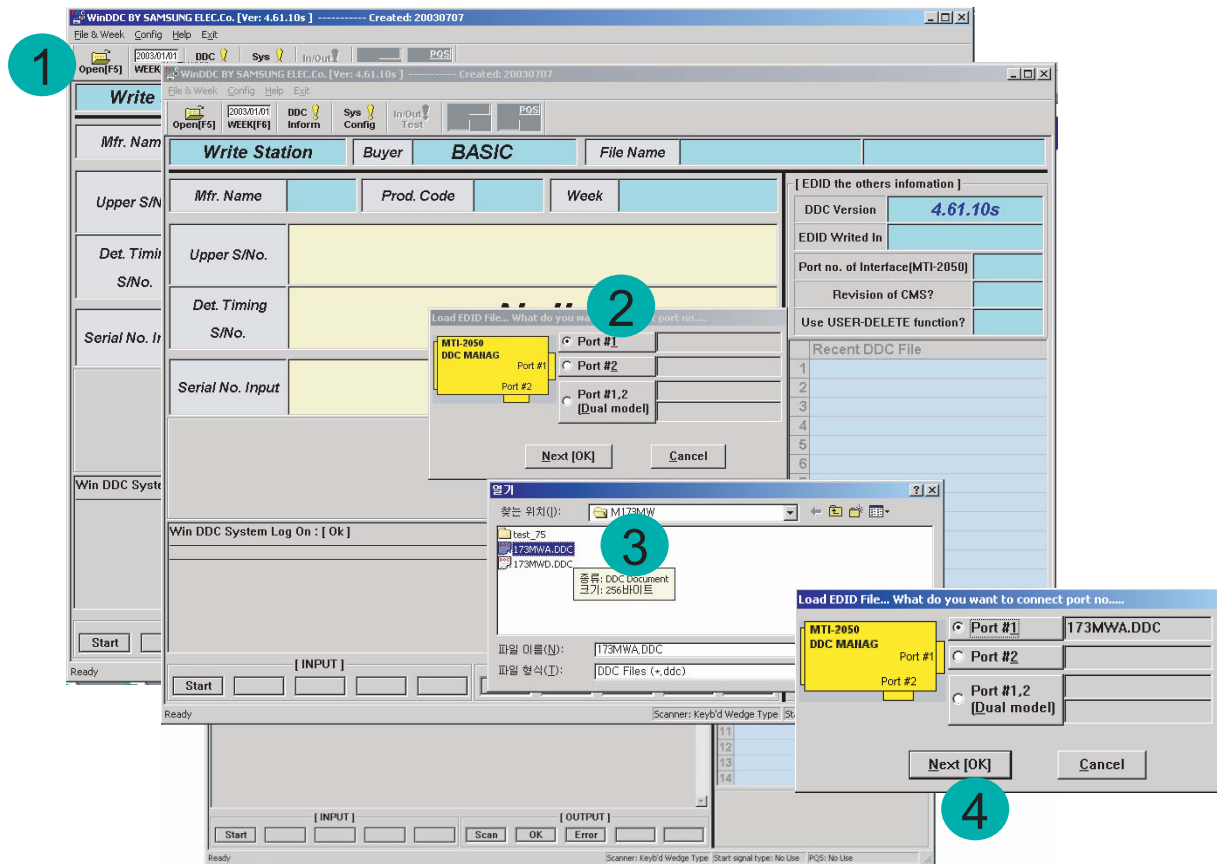 WinDDC BY SAMSUNG ELEC.Co. [Ver: 4.61.10s ] ----------- Created: 20030707
File & Week Config Help Exit
1
Open[F5]
2003/01/01
WEEK
DDC
Sys
In/Out
PQS
Write
Mfr. Nam
Upper S/N
Det. Timi
S/No.
Serial No. In
Win DDC Syste
Start
Ready
WinDDC BY SAMSUNG ELEC.Co. [Ver: 4.61.10s ] ----------- Created: 20030707
File & Week Config Help Exit
Open[F5]
2003/01/01
WEEK[F6]
DDC
Inform
Sys
Config
In/Out
Test
PQS
Write Station
Buyer
BASIC
File Name
Mfr. Name
Prod. Code
Week
Upper S/No.
Det. Timing
S/No.
Serial No. Input
[ EDID the others infomation ]
DDC Version
4.61.10s
EDID Writed In
Port no. of Interface(MTI-2050)
Revision of CMS?
Use USER-DELETE function?
Recent DDC File
1
2
3
4
5
6
Win DDC System Log On : [ Ok ]
[ INPUT ]
Start
Ready
Scanner: Keyb'd Wedge Type
2
Load EDID File... What do you port no.....
MTI-2050
DDC MANAG
Port #1
Port #2
Port #1
Port #2
Port #1,2
(Dual model)
Next [OK]
Cancel
열기
찾는 위치(I):
M173MW
test_75
173MWA.DDC
173MWD.DDC
3
종류: DDC Document
크기: 256바이트
파일 이름(N):
173MWA.DDC
파일 형식(T):
DDC Files (*.ddc)
Load EDID File... What do you want to connect port no.....
MTI-2050
DDC MANAG
Port #1
Port #2
Port #1
173MWA.DDC
Port #2
Port #1,2
(Dual model)
Next [OK]
Cancel
4
11
12
13
14
[ INPUT ]
[ OUTPUT ]
Start
Scan
OK
Error
Ready
Scanner: Keyb'd Wedge Type
Start signal type: No Use
PQS: No Use